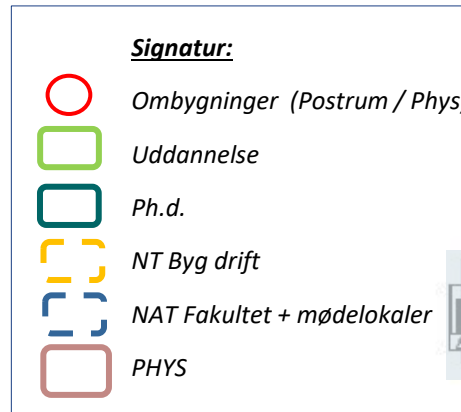 Signatur:
Ombygninger (Postrum / Phys
Uddannelse
Ph.d.
NT Byg drift
NAT Fakultet + mødelokaler
PHYS